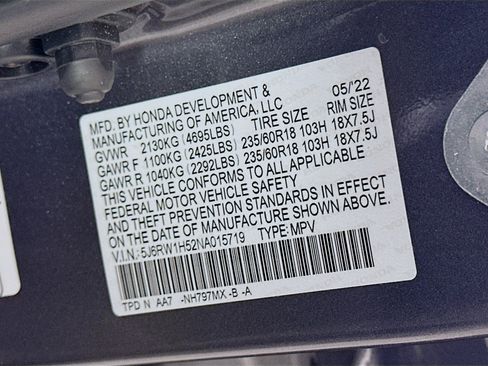 MFD. BY HONDA DEVELOPMENT & 05/'22
MANUFACTURING OF AMERICA, LLC
GVWR 2130KG (4695LBS) TIRE SIZE RIM SIZE
GAWR F 1100KG (2425LBS) 235/60R18 103H 18X7.5J
GAWR R 1040KG (2292LBS) 235/60R18 103H 18X7.5J
THIS VEHICLE CONFORMS TO ALL APPLICABLE
FEDERAL MOTOR VEHICLE SAFETY
AND THEFT PREVENTION STANDARDS IN EFFECT
ON THE DATE OF MANUFACTURE SHOWN ABOVE.
V.I.N.: 5J6RW1H52NA015719 TYPE: MPV
TPD N AA7 -NH797MX -B -A